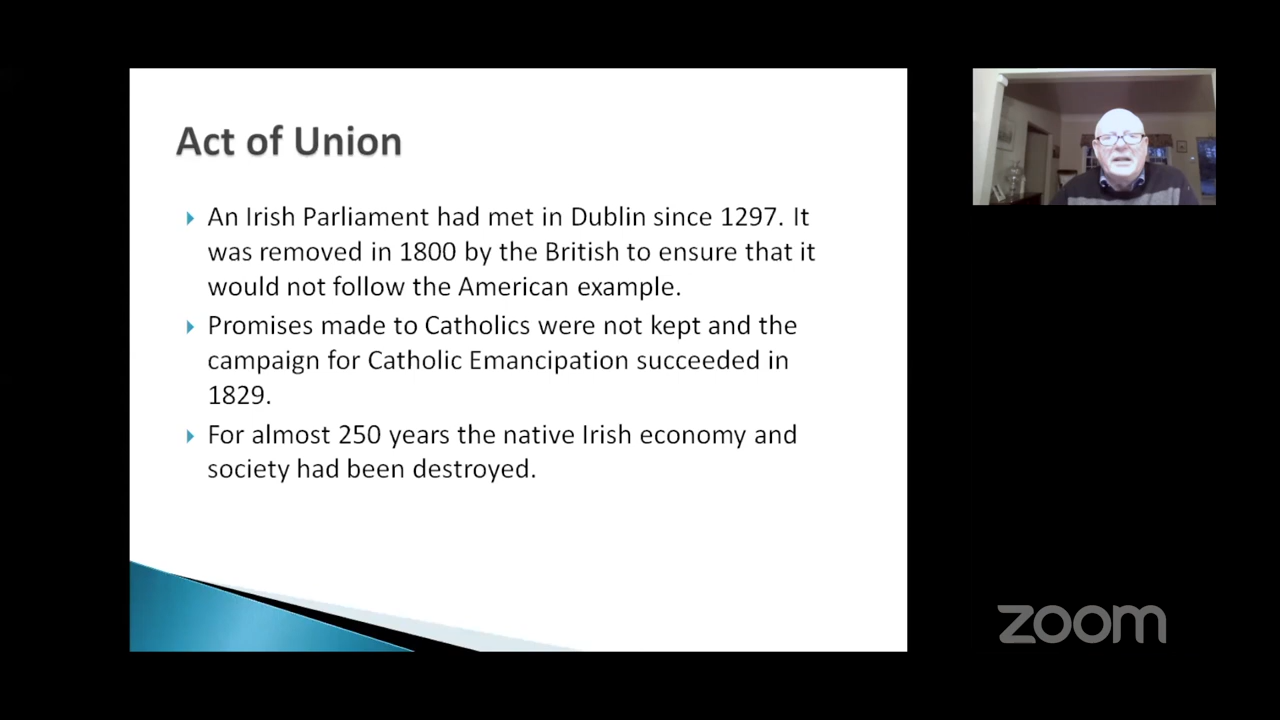 Act of Union
An Irish Parliament had met in Dublin since 1297. It
was removed in 1800 by the British to ensure that it
would not follow the American example.
Promises made to Catholics were not kept and the
campaign for Catholic Emancipation succeeded in
1829.
For almost 250 years the native Irish economy and
society had been destroyed.
zoom